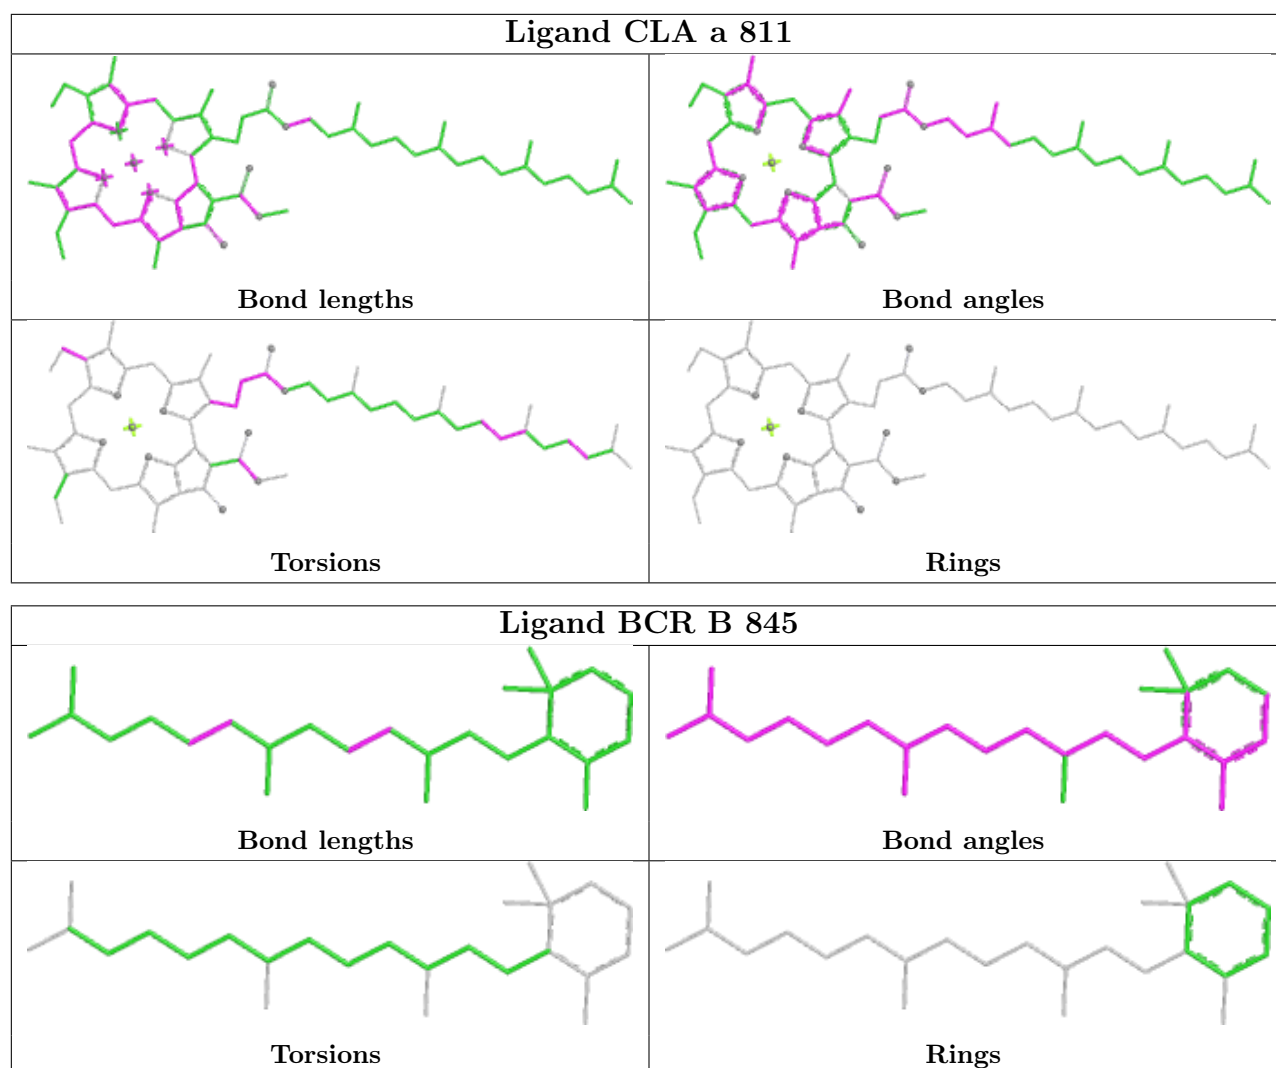 Ligand CLA a 811
Bond lengths
Bond angles
Torsions
Rings
Ligand BCR B 845
Bond lengths
Bond angles
Torsions
Rings